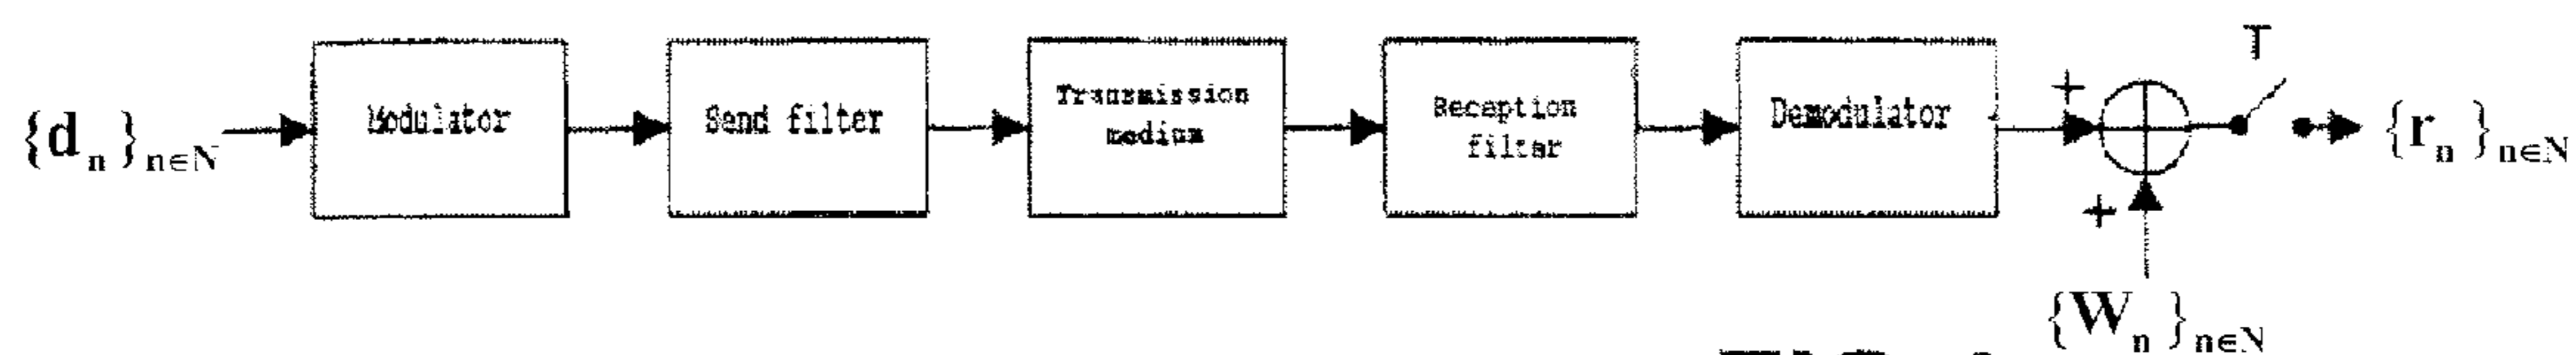 {d_n}_{n∈N}
Modulator
Send filter
Transmission
medium
Reception
filter
Demodulator
+
T
{r_n}_{n∈N}
+
{W_n}_{n∈N}